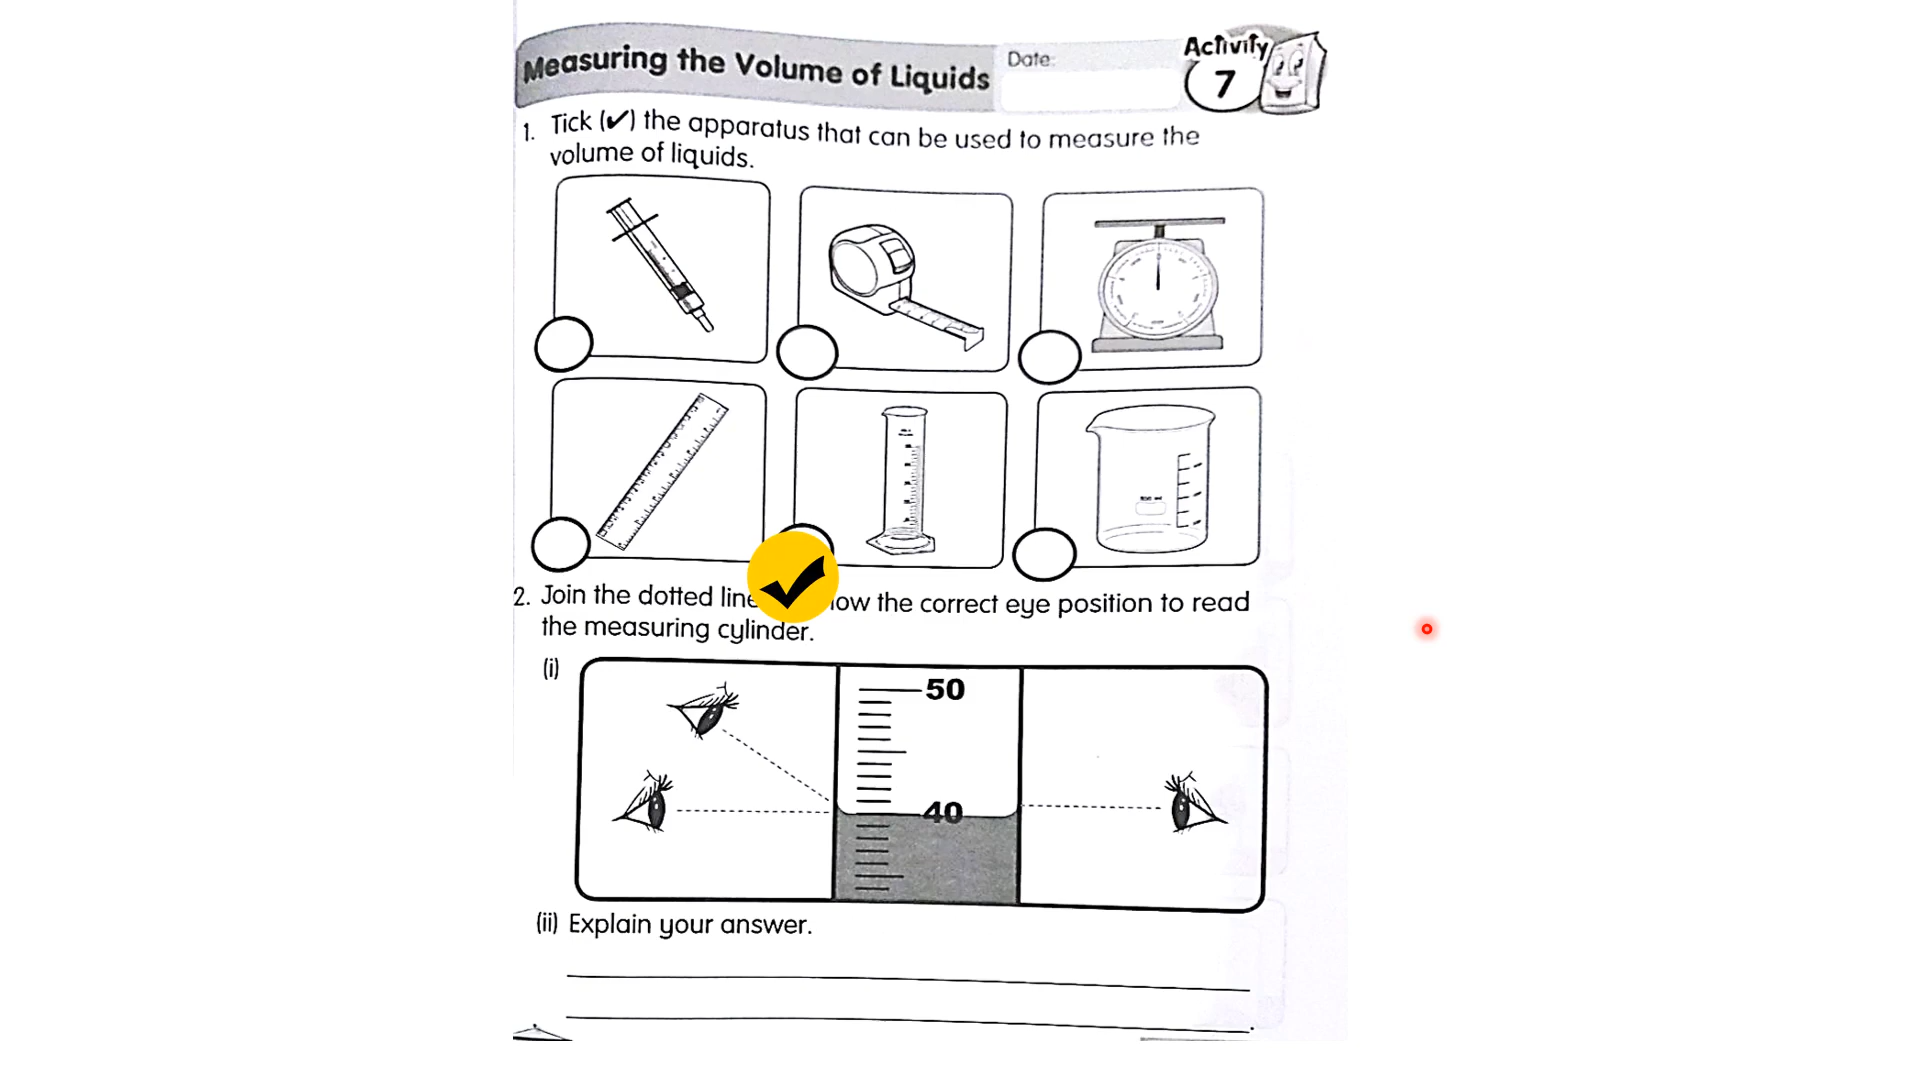 Measuring the Volume of Liquids
Date:
Activity
7
1. Tick (✔) the apparatus that can be used to measure the
volume of liquids.
2. Join the dotted line ow the correct eye position to read
the measuring cylinder.
(i)
50
40
(ii) Explain your answer.